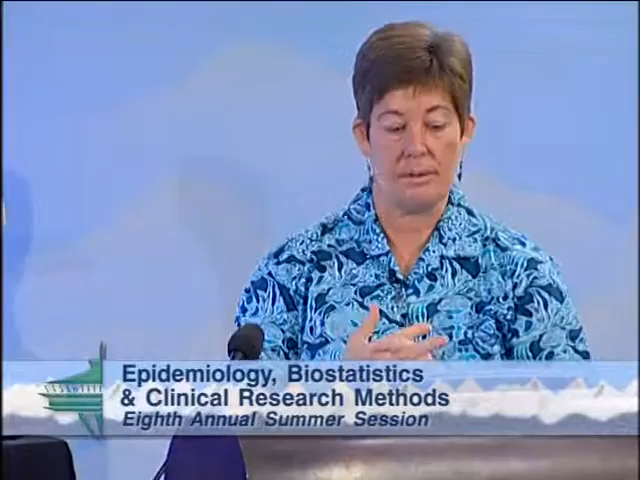 Epidemiology, Biostatistics
& Clinical Research Methods
Eighth Annual Summer Session